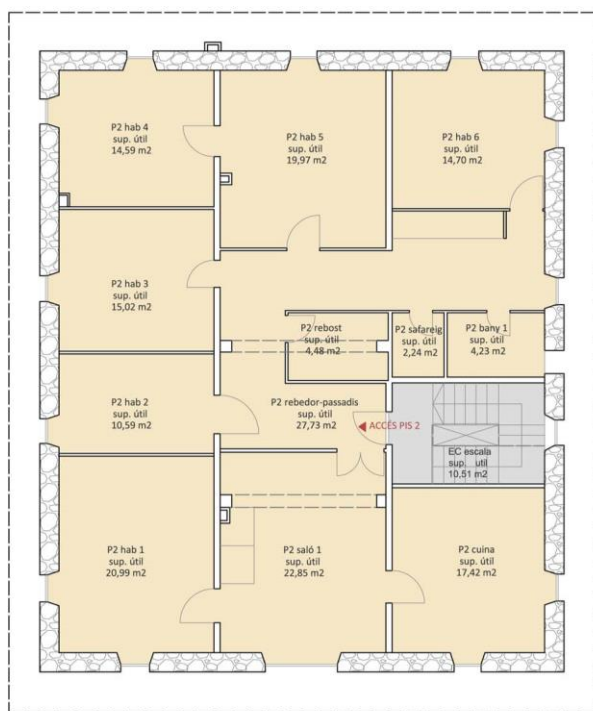 P2 hab 4
sup. útil
14,59 m2
P2 hab 5
sup. útil
19,97 m2
P2 hab 6
sup. útil
14,70 m2
P2 hab 3
sup. útil
15,02 m2
P2 rebost
sup. útil
4,48 m2
P2 safareig
sup. útil
2,24 m2
P2 bany 1
sup. útil
4,23 m2
P2 hab 2
sup. útil
10,59 m2
P2 rebedor-passadis
sup. útil
27,73 m2
ACCÉS PIS 2
EC escala
sup. útil
10,51 m2
P2 hab 1
sup. útil
20,99 m2
P2 saló 1
sup. útil
22,85 m2
P2 cuina
sup. útil
17,42 m2